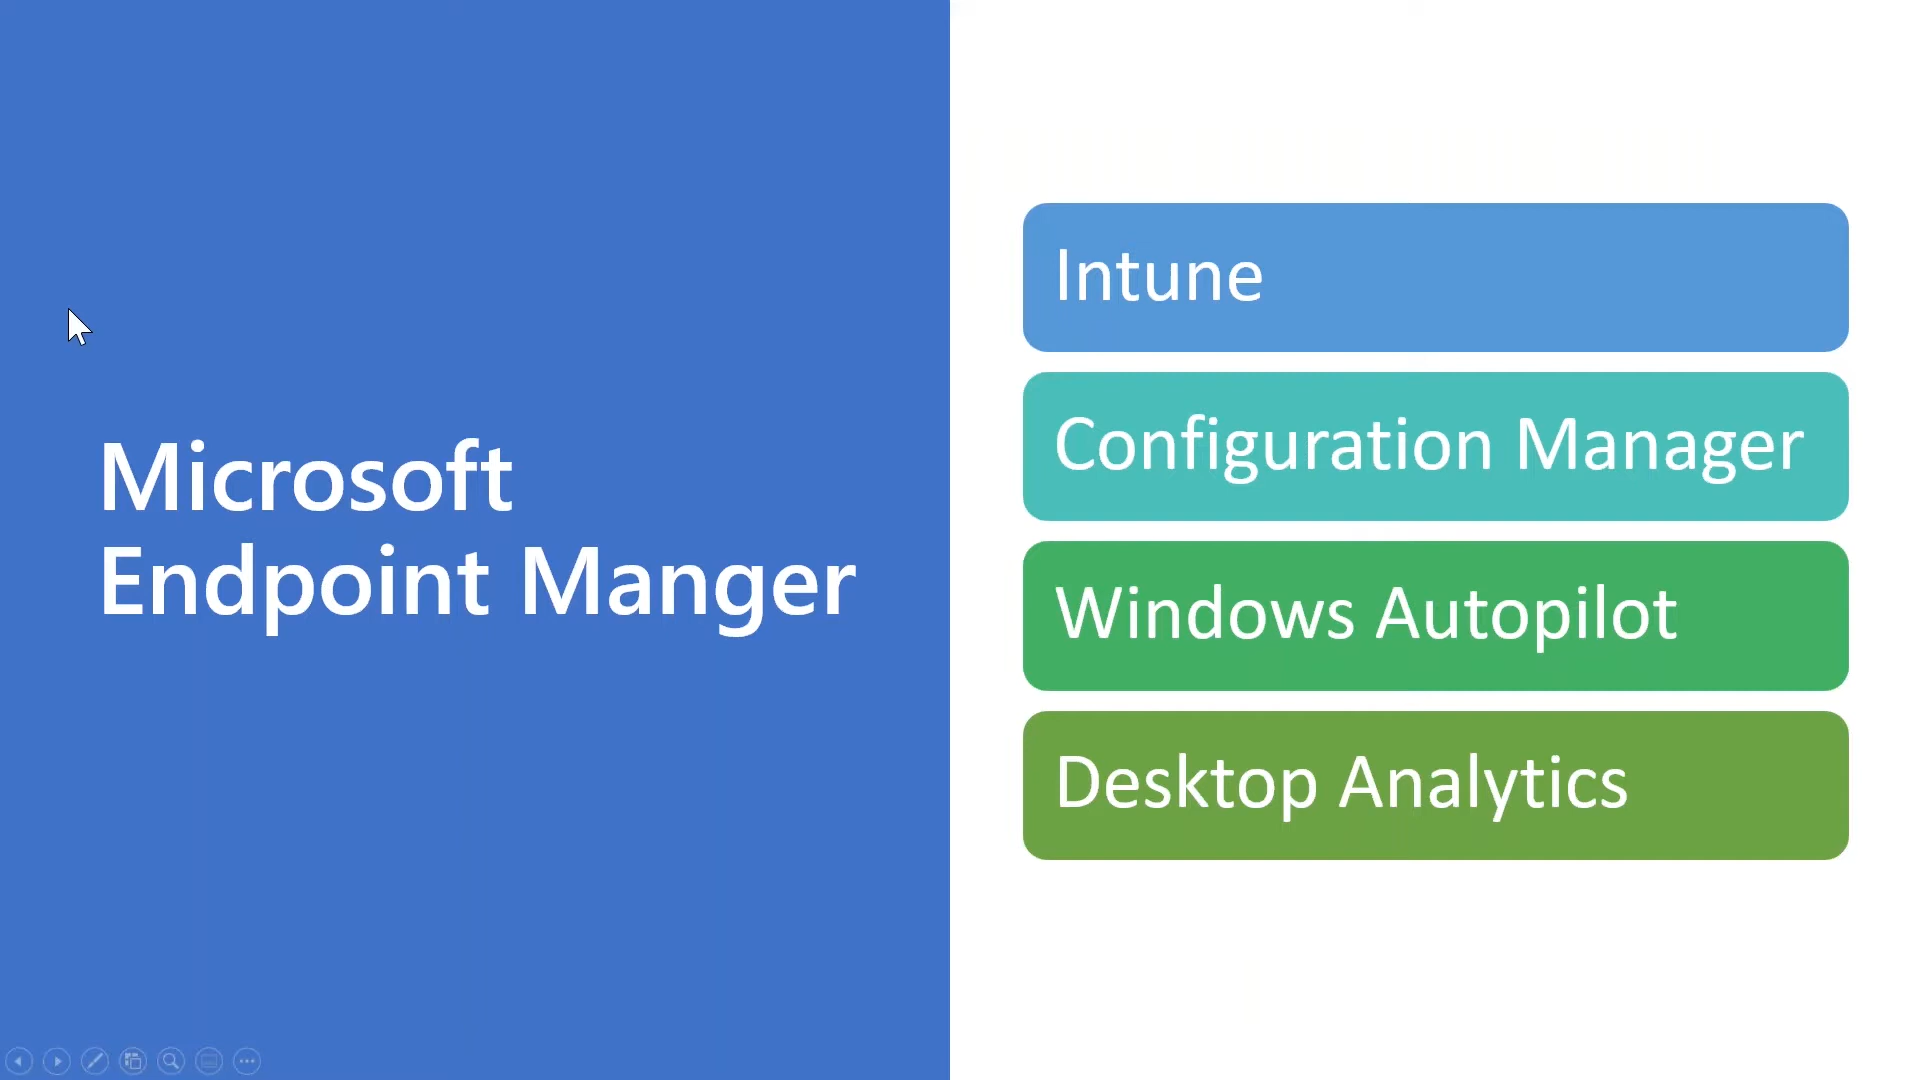 Microsoft
Endpoint Manger
Intune
Configuration Manager
Windows Autopilot
Desktop Analytics